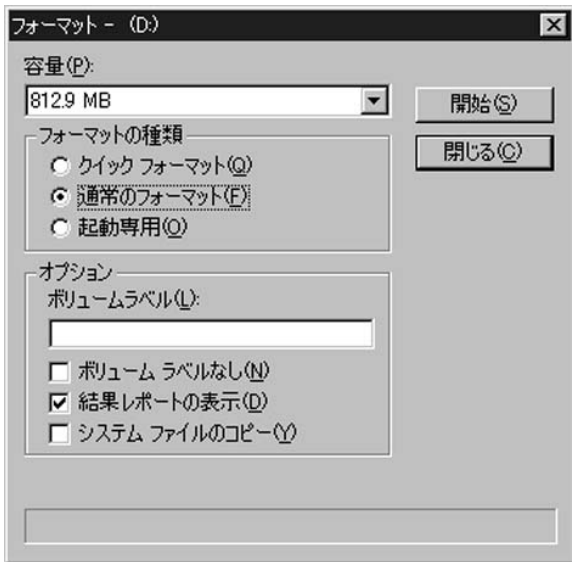 フォーマット - (D:)
容量(P):
812.9 MB
開始(S)
閉じる(C)
フォーマットの種類
クイック フォーマット(Q)
通常のフォーマット(F)
起動専用(O)
オプション
ボリュームラベル(L):
ボリューム ラベルなし(N)
結果レポートの表示(D)
システム ファイルのコピー(Y)